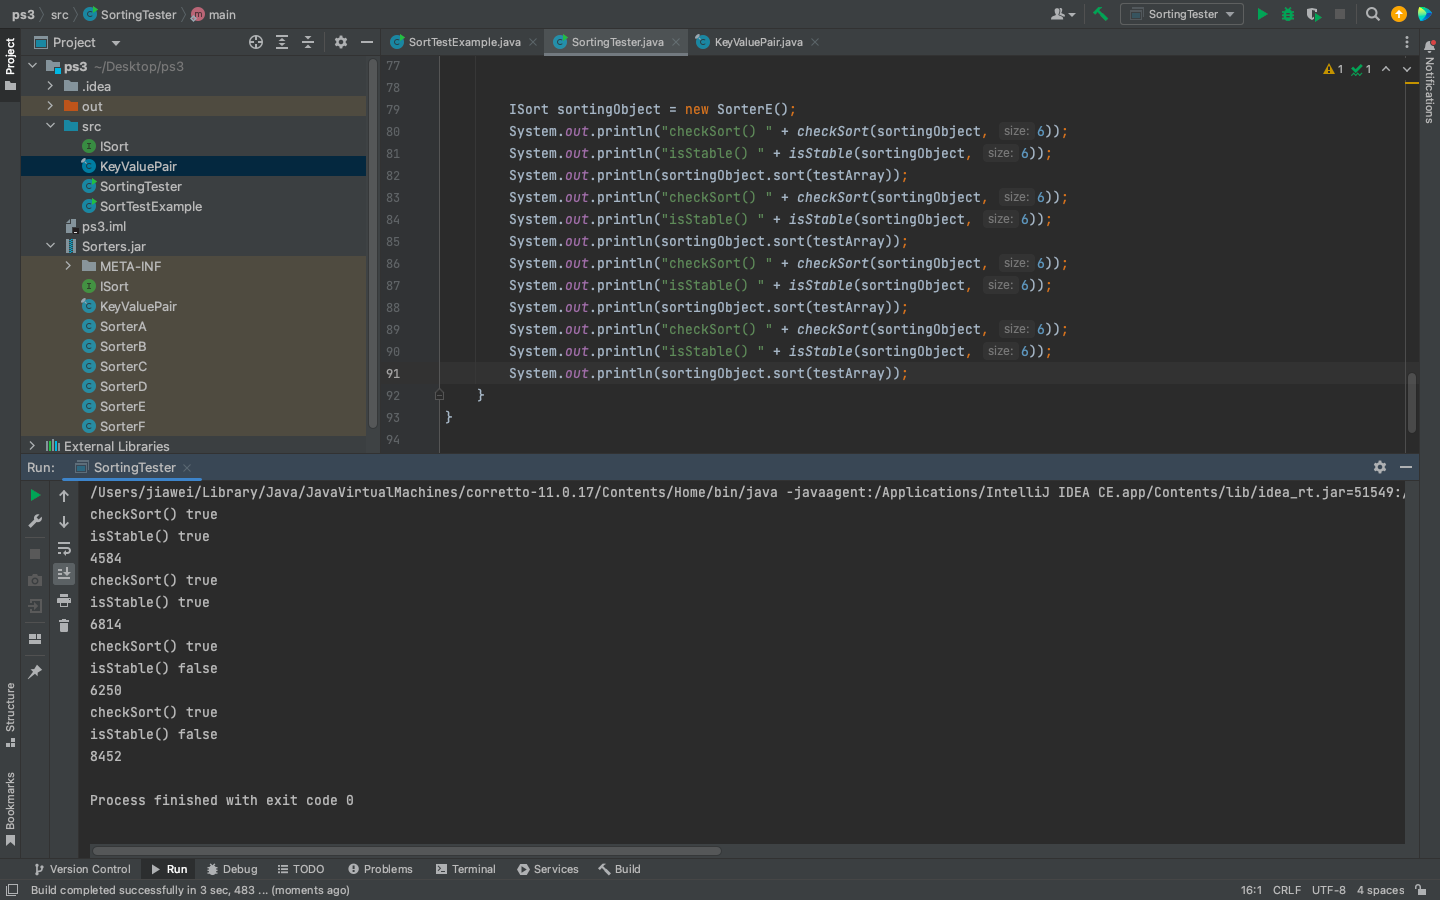 ps3 src SortingTester main
SortingTester
Project
SortTestExample.java
SortingTester.java
KeyValuePair.java
Project
Notifications
ps3 ~/Desktop/ps3
.idea
out
src
ISort
KeyValuePair
SortingTester
SortTestExample
ps3.iml
Sorters.jar
META-INF
ISort
KeyValuePair
SorterA
SorterB
SorterC
SorterD
SorterE
SorterF
External Libraries
1 1
77
78
79 ISort sortingObject = new SorterE();
80 System.out.println("checkSort() " + checkSort(sortingObject, size: 6));
81 System.out.println("isStable() " + isStable(sortingObject, size: 6));
82 System.out.println(sortingObject.sort(testArray));
83 System.out.println("checkSort() " + checkSort(sortingObject, size: 6));
84 System.out.println("isStable() " + isStable(sortingObject, size: 6));
85 System.out.println(sortingObject.sort(testArray));
86 System.out.println("checkSort() " + checkSort(sortingObject, size: 6));
87 System.out.println("isStable() " + isStable(sortingObject, size: 6));
88 System.out.println(sortingObject.sort(testArray));
89 System.out.println("checkSort() " + checkSort(sortingObject, size: 6));
90 System.out.println("isStable() " + isStable(sortingObject, size: 6));
91 System.out.println(sortingObject.sort(testArray));
92 }
93 }
94
Run: SortingTester
/Users/jiawei/Library/Java/JavaVirtualMachines/corretto-11.0.17/Contents/Home/bin/java -javaagent:/Applications/IntelliJ IDEA CE.app/Contents/lib/idea_rt.jar=51549:/
checkSort() true
isStable() true
4584
checkSort() true
isStable() true
6814
checkSort() true
isStable() false
6250
checkSort() true
isStable() false
8452
Process finished with exit code 0
Structure
Bookmarks
Version Control Run Debug TODO Problems Terminal Services Build
Build completed successfully in 3 sec, 483 ... (moments ago)
16:1 CRLF UTF-8 4 spaces